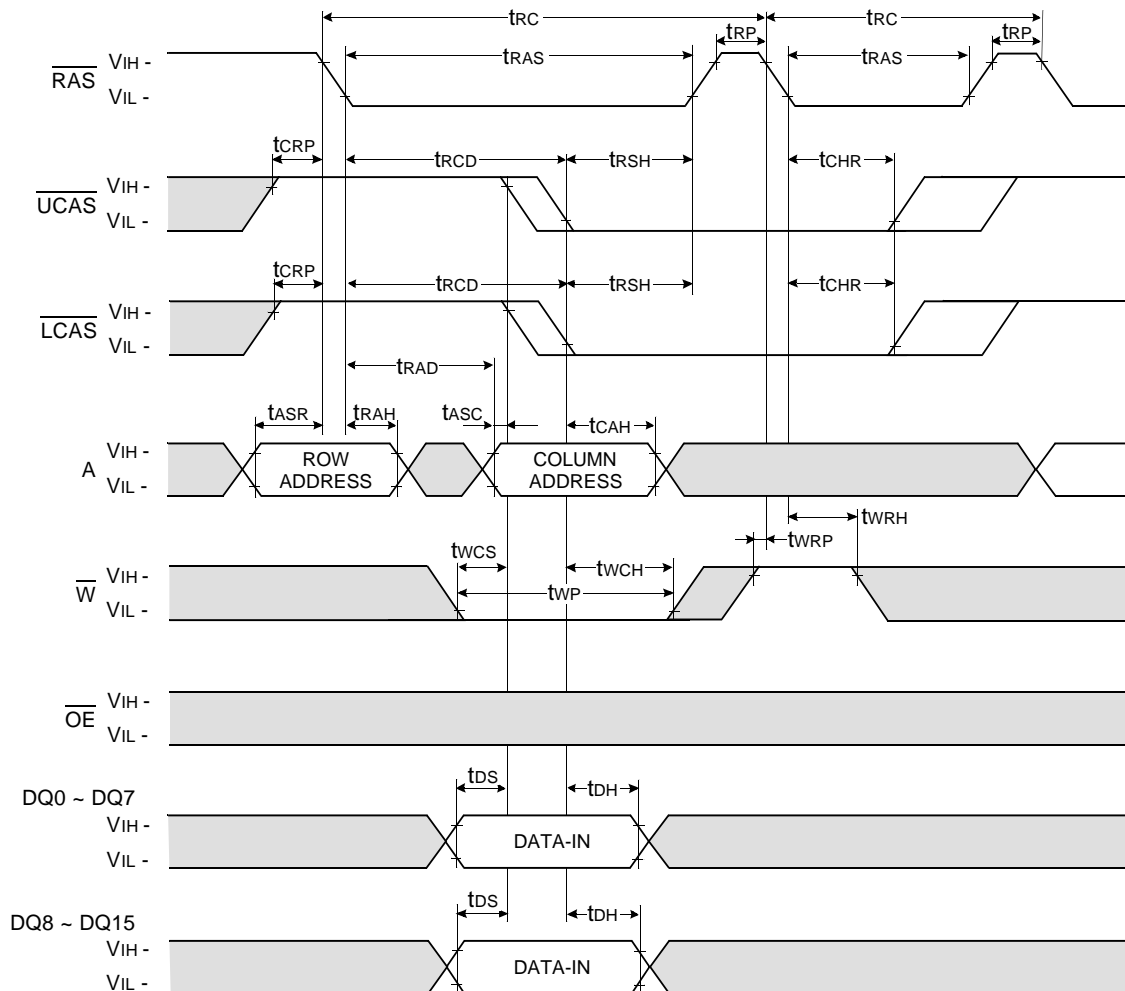 tRC tRC
tRP tRP
tRAS tRAS
RAS VIH -
VIL -
tCRP tRCD tRSH tCHR
UCAS VIH -
VIL -
tCRP tRCD tRSH tCHR
LCAS VIH -
VIL -
tRAD
tASR tRAH tASC tCAH
A VIH -
VIL -
ROW ADDRESS
COLUMN ADDRESS
tWRH
tWRP
tWCS tWCH
tWP
W VIH -
VIL -
OE VIH -
VIL -
tDS tDH
DQ0 ~ DQ7
VIH -
VIL -
DATA-IN
tDS tDH
DQ8 ~ DQ15
VIH -
VIL -
DATA-IN